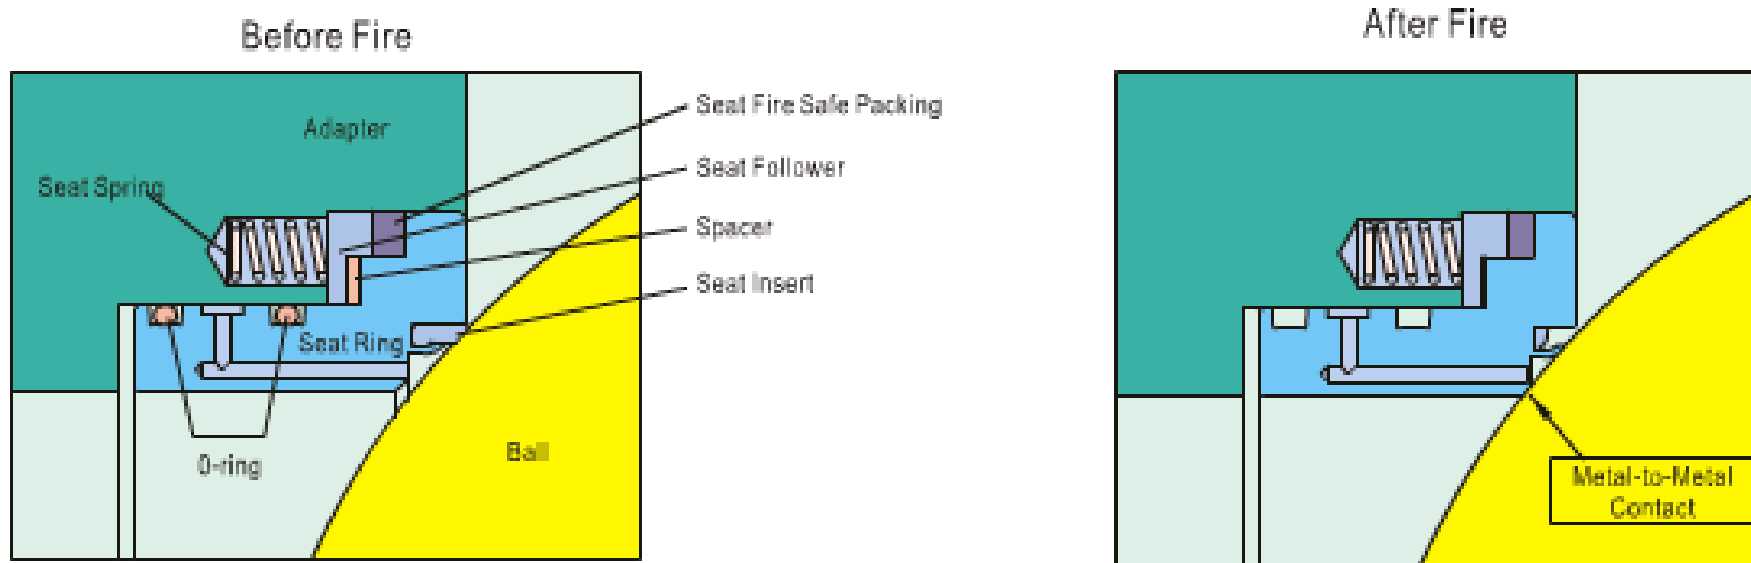 Before Fire
After Fire
Adapter
Seat Spring
Seat Fire Safe Packing
Seat Follower
Spacer
Seat Insert
Seat Ring
0-ring
Ball
Metal-to-Metal
Contact